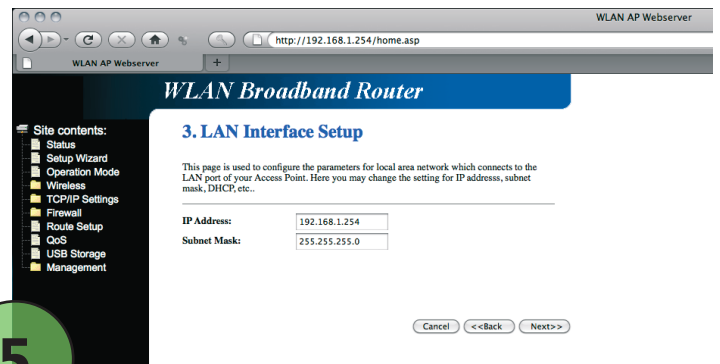 WLAN AP Webserver
http://192.168.1.254/home.asp
WLAN AP Webserver
+
WLAN Broadband Router
Site contents:
Status
Setup Wizard
Operation Mode
Wireless
TCP/IP Settings
Firewall
Route Setup
QoS
USB Storage
Management
3. LAN Interface Setup
This page is used to configure the parameters for local area network which connects to the
LAN port of your Access Point. Here you may change the setting for IP addresss, subnet
mask, DHCP, etc..
IP Address: 192.168.1.254
Subnet Mask: 255.255.255.0
Cancel <<Back Next>>
5